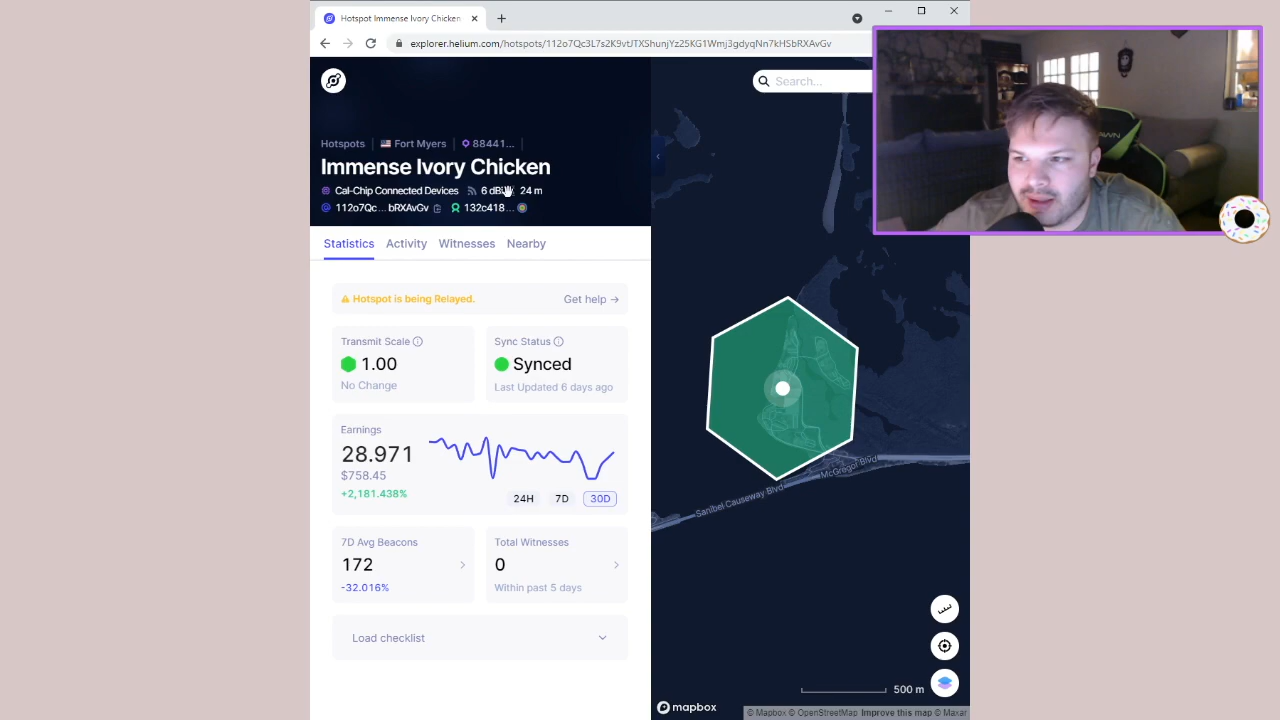 Hotspot Immense Ivory Chicken
explorer.helium.com/hotspots/112o7Qc3L7s2K9vtJTXShunjYz25KG1Wmj3gdyqNn7kHSbRXAvGv
Search...
Hotspots Fort Myers 88441...
Immense Ivory Chicken
Cal-Chip Connected Devices 6 24 m
112o7Qc...bRXAvGv 132c418...
Statistics Activity Witnesses Nearby
Hotspot is being Relayed. Get help →
Transmit Scale
1.00
No Change
Sync Status
Synced
Last Updated 6 days ago
Earnings
28.971
$758.45
+2,181.438%
24H 7D 30D
7D Avg Beacons
172
-32.016%
Total Witnesses
0
Within past 5 days
Load checklist
Sanibel Causeway Blvd
McGregor Blvd
500 m
mapbox
© Mapbox © OpenStreetMap Improve this map © Maxar